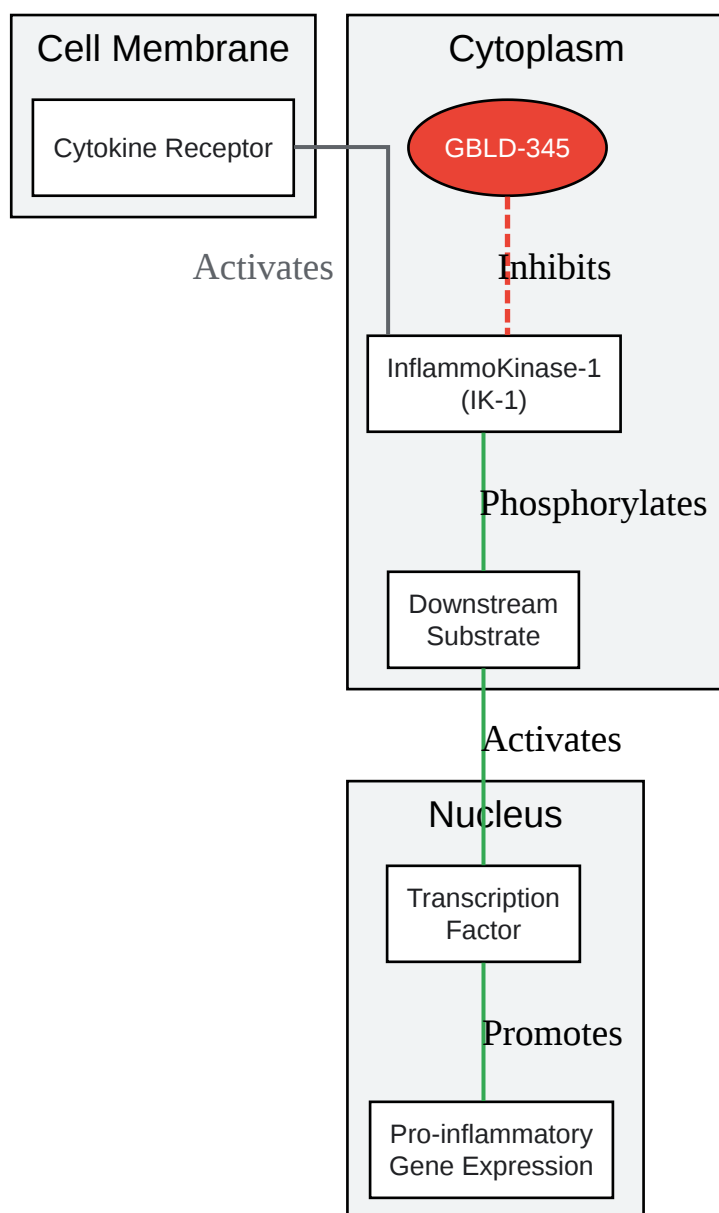 Cell Membrane
Cytoplasm
Cytokine Receptor
GBLD-345
Activates
Inhibits
InflammoKinase-1
(IK-1)
Phosphorylates
Downstream
Substrate
Activates
Nucleus
Transcription
Factor
Promotes
Pro-inflammatory
Gene Expression